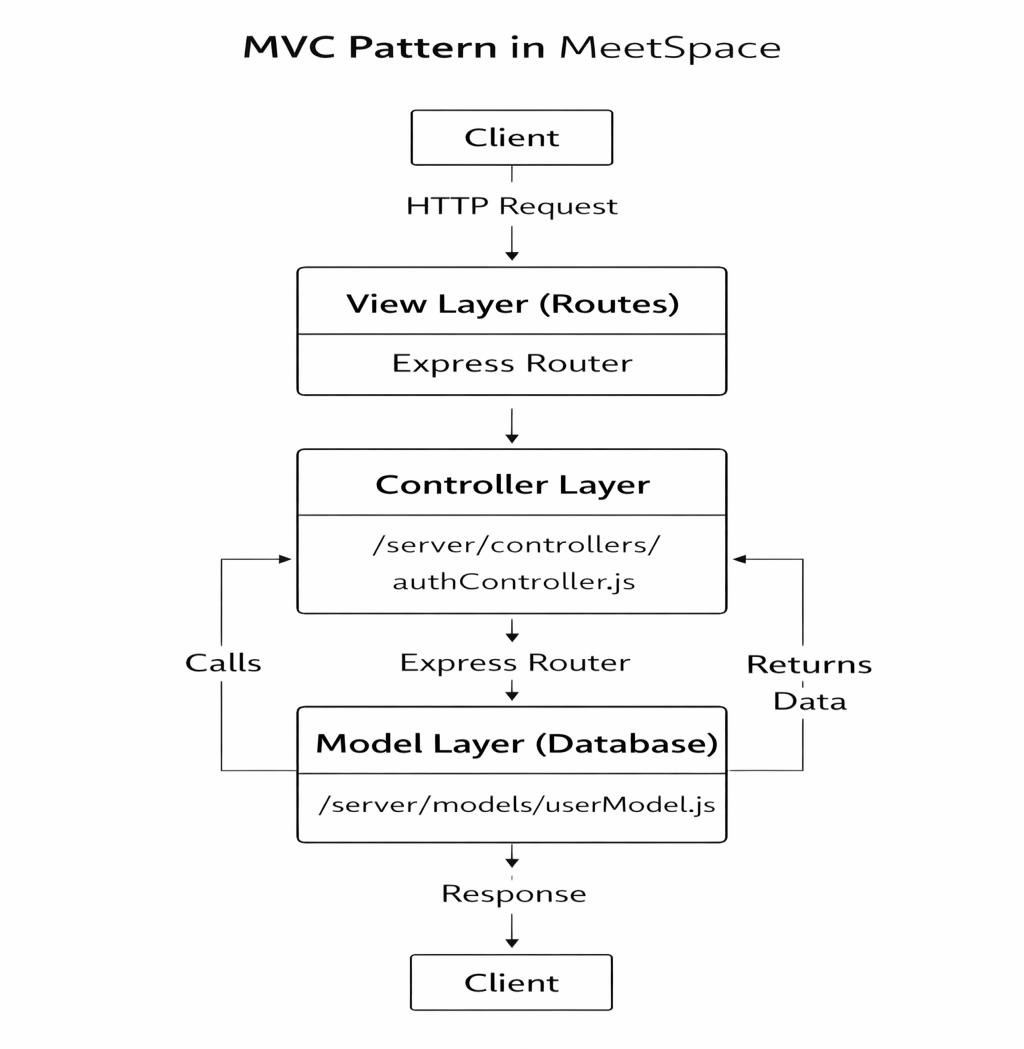 MVC Pattern in MeetSpace
Client
HTTP Request
View Layer (Routes)
Express Router
Controller Layer
/server/controllers/
authController.js
Calls
Express Router
Returns
Data
Model Layer (Database)
/server/models/userModel.js
Response
Client